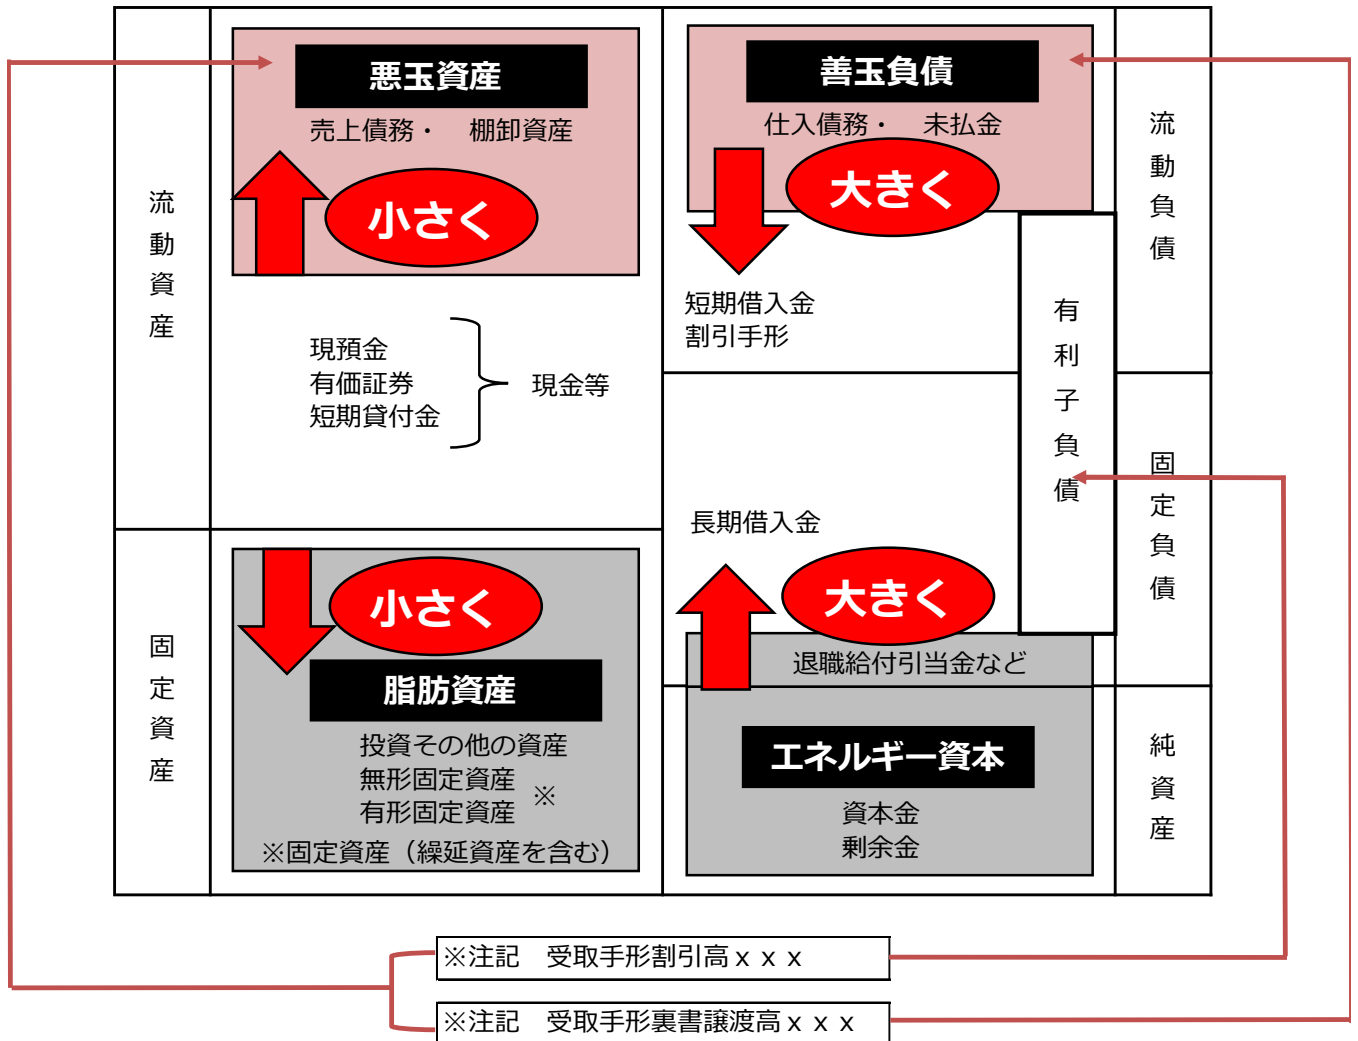 流動資産
悪玉資産
売上債務・　棚卸資産
小さく
現預金
有価証券
短期貸付金
現金等
固定資産
小さく
脂肪資産
投資その他の資産
無形固定資産
有形固定資産
※
※固定資産（繰延資産を含む）
善玉負債
仕入債務・　未払金
大きく
流動負債
短期借入金
割引手形
有利子負債
固定負債
長期借入金
大きく
退職給付引当金など
エネルギー資本
資本金
剰余金
純資産
※注記　受取手形割引高ｘｘｘ
※注記　受取手形裏書譲渡高ｘｘｘ